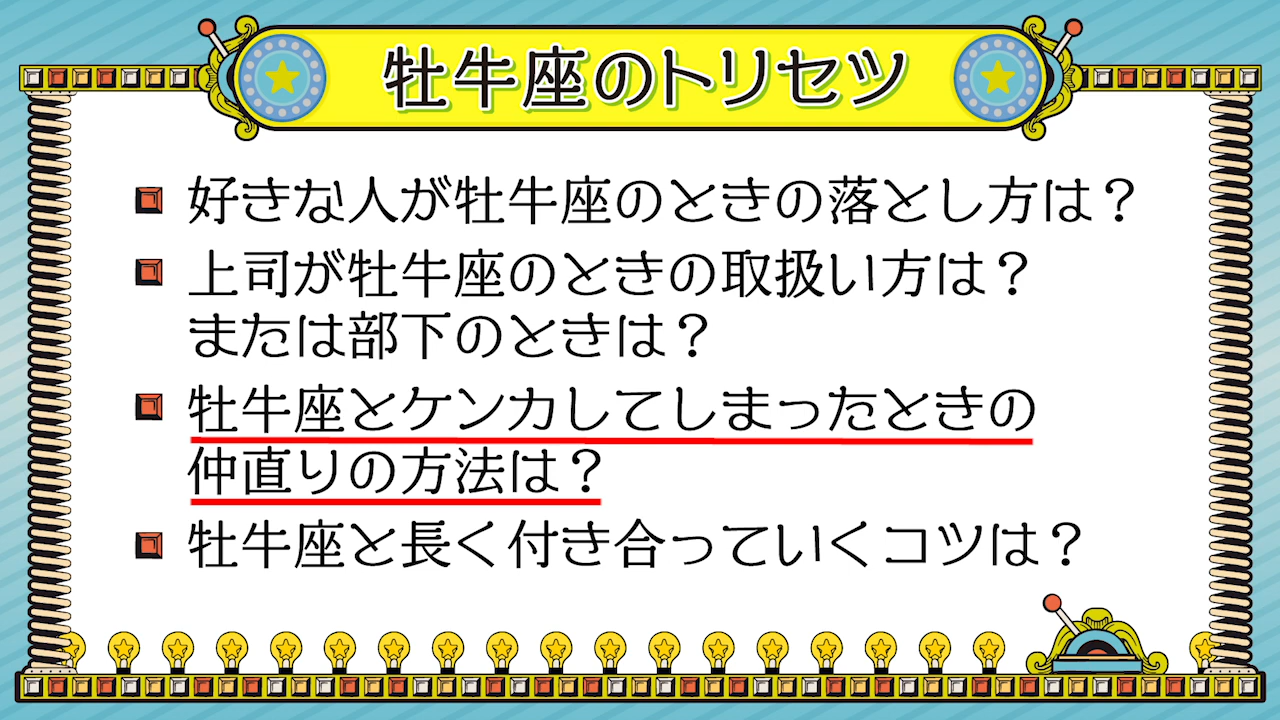 牡牛座のトリセツ
好きな人が牡牛座のときの落とし方は？
上司が牡牛座のときの取扱い方は？
または部下のときは？
牡牛座とケンカしてしまったときの
仲直りの方法は？
牡牛座と長く付き合っていくコツは？